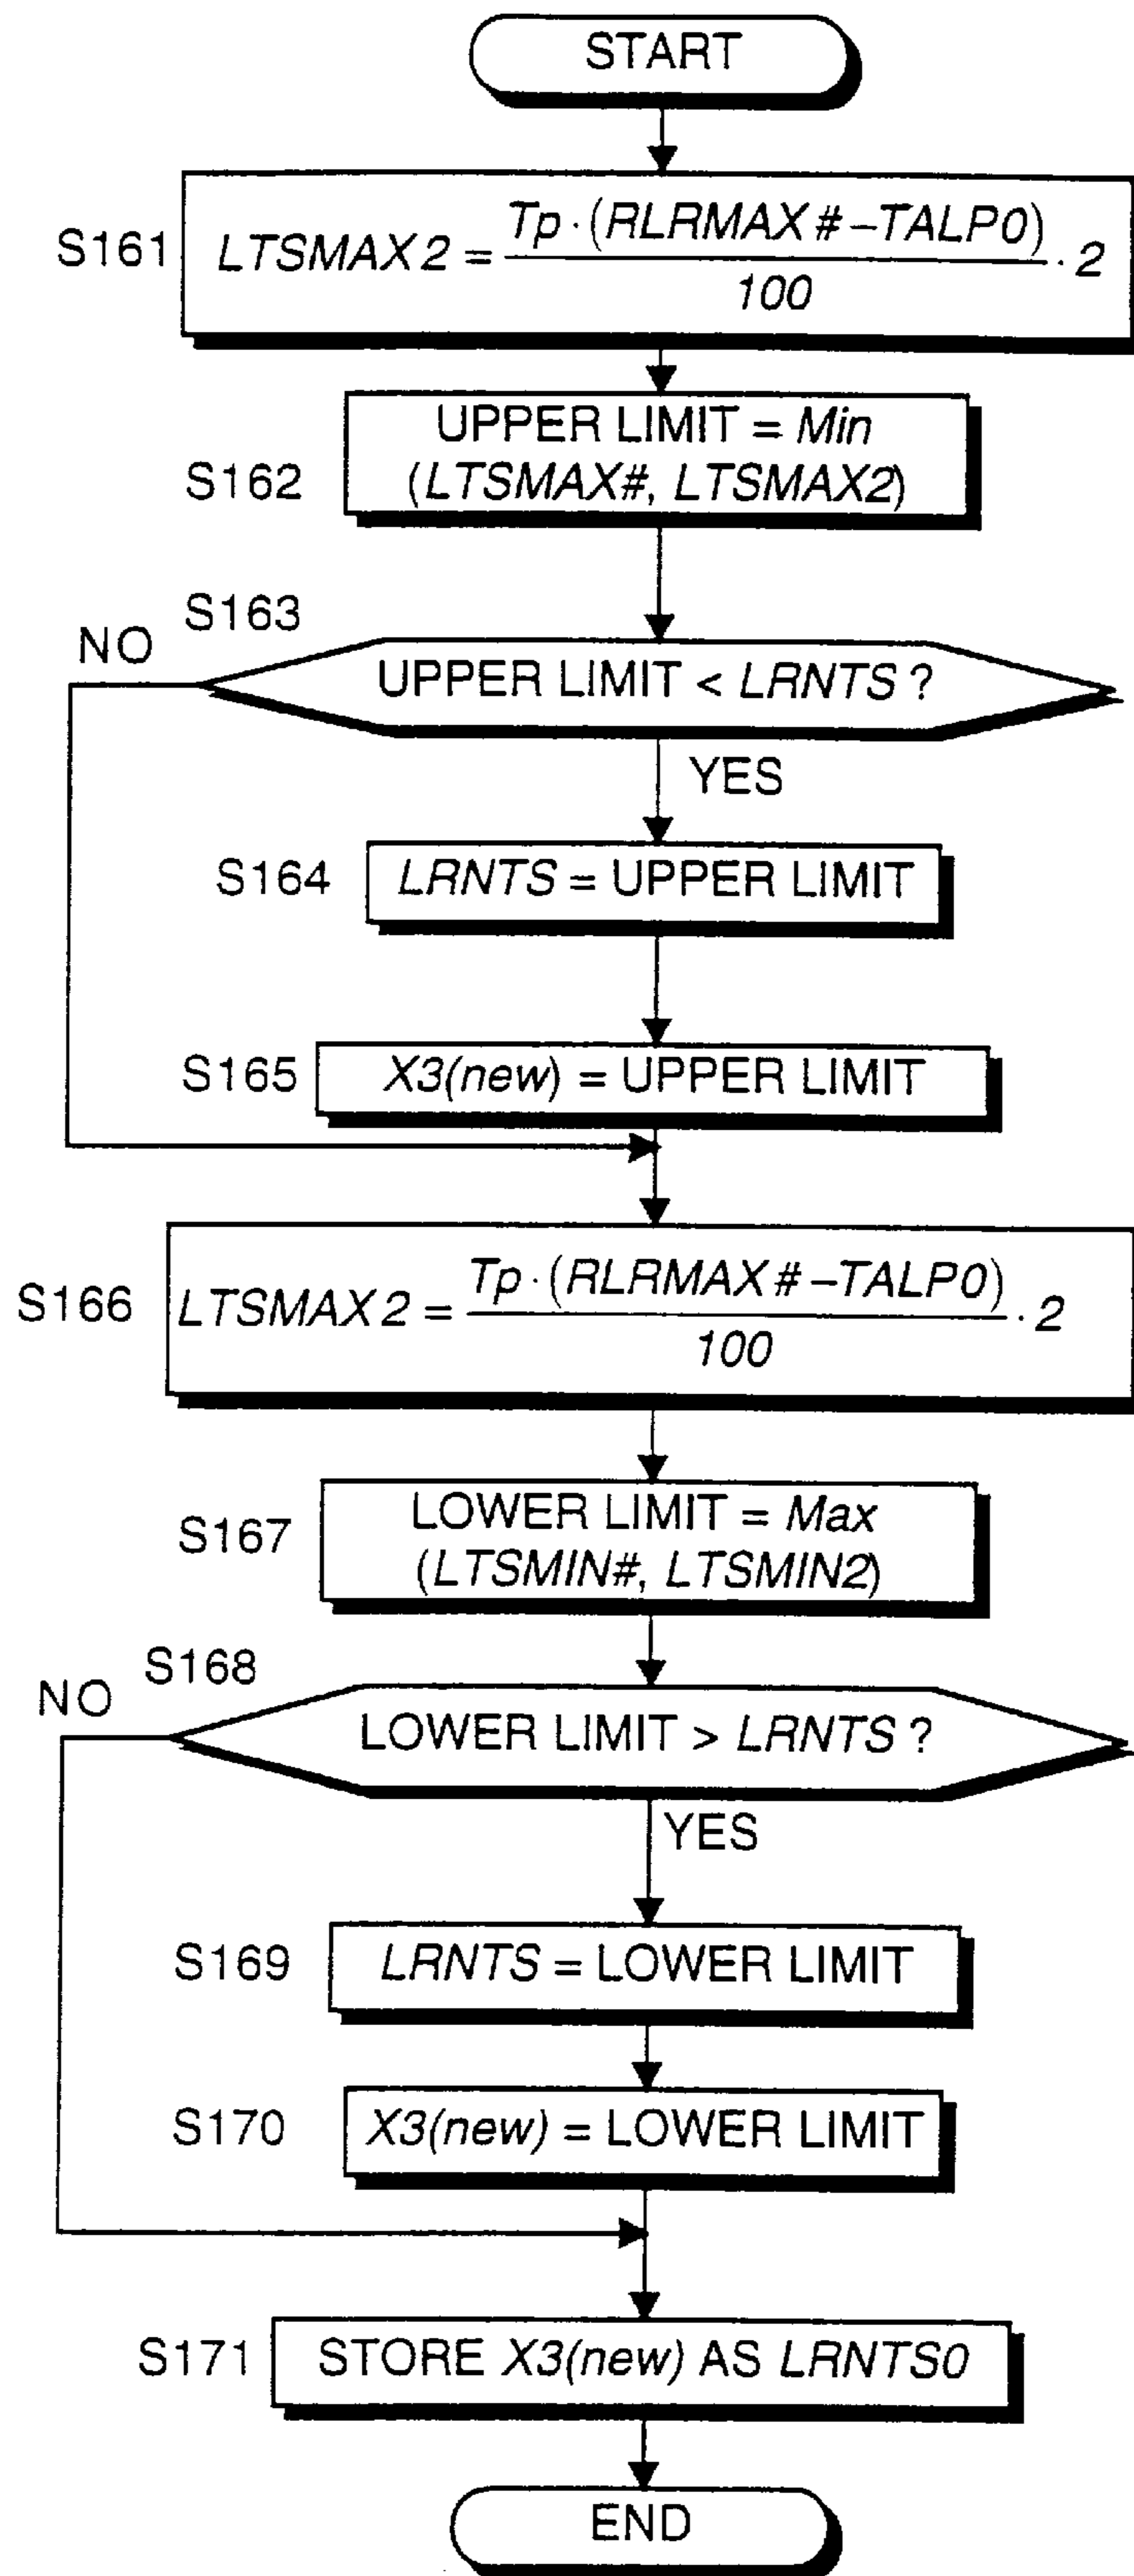 START
S161
LTSMAX2 = Tp · (RLRMAX# – TALP0) / 100 · 2
UPPER LIMIT = Min
S162
(LTSMAX#, LTSMAX2)
S163
NO
UPPER LIMIT < LRNTS ?
YES
S164
LRNTS = UPPER LIMIT
S165
X3(new) = UPPER LIMIT
S166
LTSMAX2 = Tp · (RLRMAX# – TALP0) / 100 · 2
LOWER LIMIT = Max
S167
(LTSMIN#, LTSMIN2)
S168
NO
LOWER LIMIT > LRNTS ?
YES
S169
LRNTS = LOWER LIMIT
S170
X3(new) = LOWER LIMIT
S171
STORE X3(new) AS LRNTS0
END